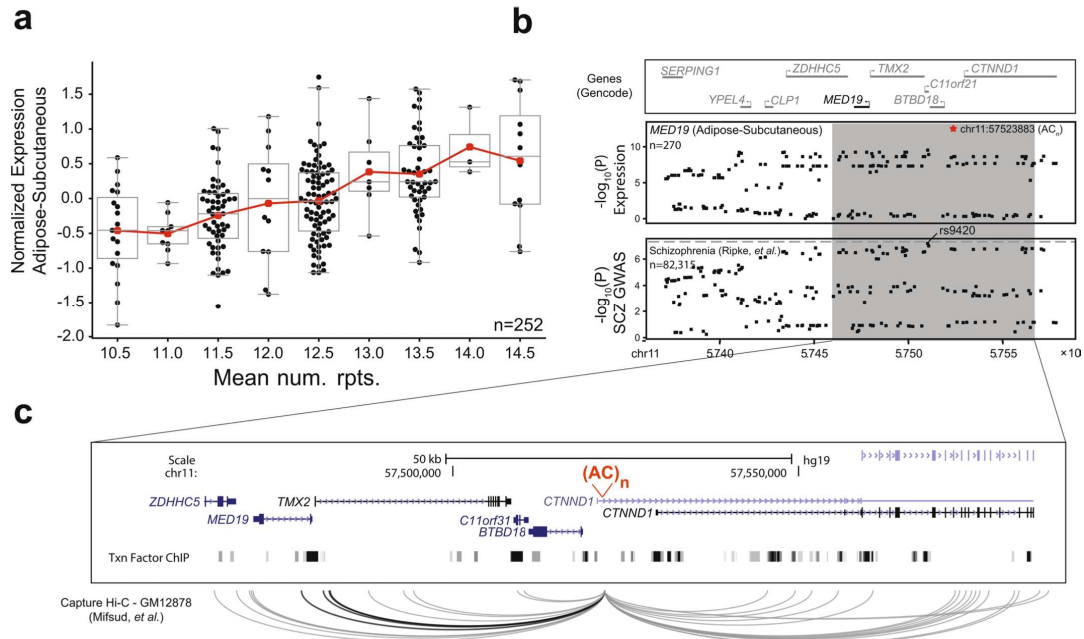 a
Normalized Expression
Adipose-Subcutaneous
1.5
1.0
0.5
0.0
-0.5
-1.0
-1.5
-2.0
n=252
10.5 11.0 11.5 12.0 12.5 13.0 13.5 14.0 14.5
Mean num. rpts.
b
Genes
(Gencode)
SERPING1
ZDHHC5
TMX2
CTNND1
C11orf21
YPEL4
CLP1
MED19
BTBD18
-log10(P)
Expression
10
5
0
MED19 (Adipose-Subcutaneous)
n=270
chr11:57523883 (ACn)
rs9420
-log10(P)
SCZ GWAS
6
4
2
0
Schizophrenia (Ripke, et al.)
n=82,315
chr11 5740 5745 5750 5755 ×10
c
Scale
50 kb
hg19
chr11:
57,500,000
57,550,000
(AC)n
ZDHHC5
TMX2
CTNND1
MED19
C11orf31
CTNND1
BTBD18
Txn Factor ChIP
Capture Hi-C - GM12878
(Mifsud, et al.)